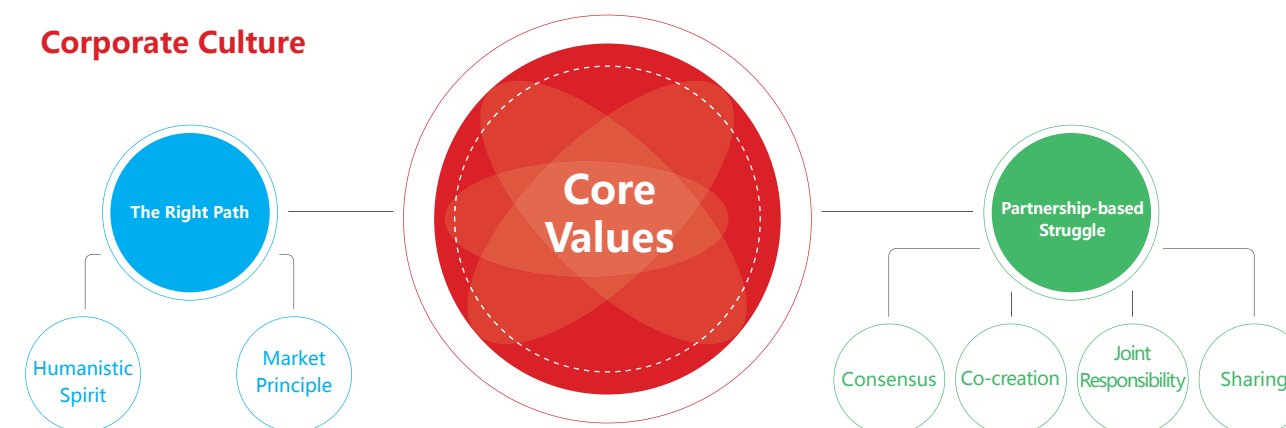 Corporate Culture
Core
Values
The Right Path
Partnership-based
Struggle
Humanistic
Spirit
Market
Principle
Consensus
Co-creation
Joint
Responsibility
Sharing